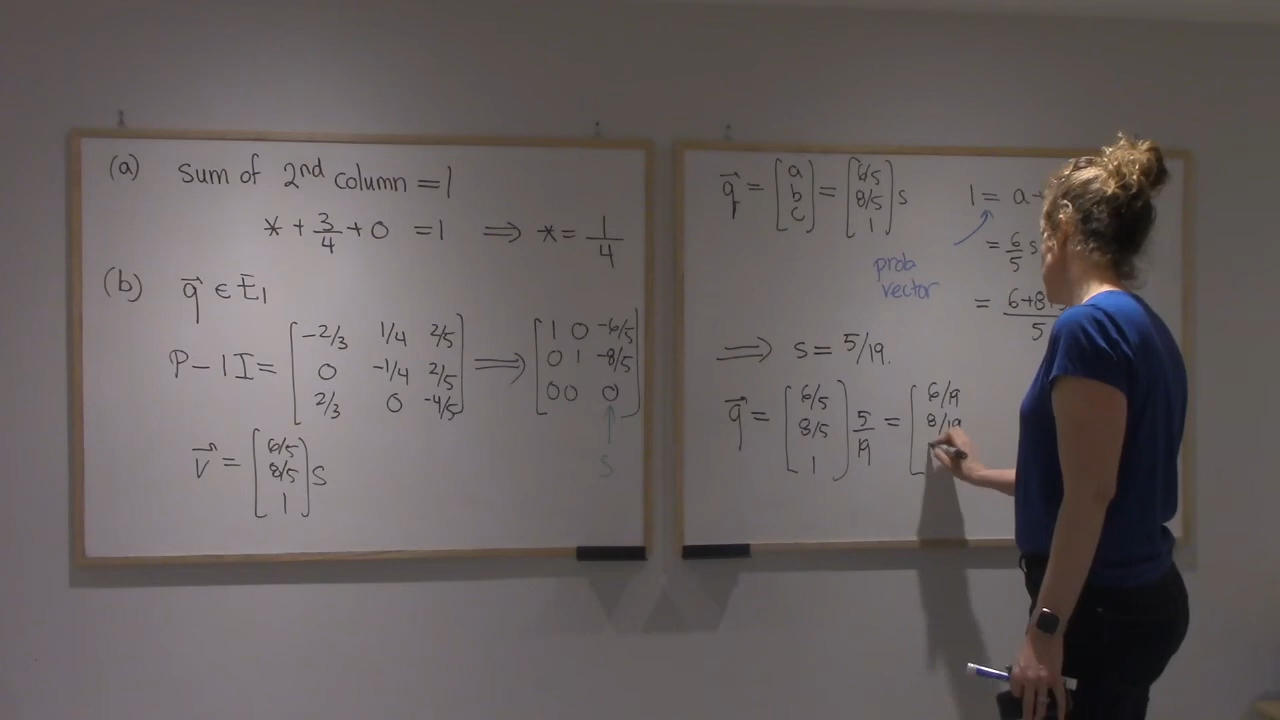 (a) sum of 2nd column = 1
* + 3/4 + 0 = 1 ⟹ * = 1/4
(b) q⃗ ∈ E₁
P - 1I = [-2/3 1/4 2/5; 0 -1/4 2/5; 2/3 0 -4/5] ⟹ [1 0 -6/5; 0 1 -8/5; 0 0 0]
↑
s
v⃗ = [6/5; 8/5; 1] s
q⃗ = [a; b; c] = [6/5; 8/5; 1] s
1 = a+
prob vector
= 6/5 s
= (6+8+5)/5
⟹ s = 5/19.
q⃗ = [6/5; 8/5; 1] 5/19 = [6/19; 8/19